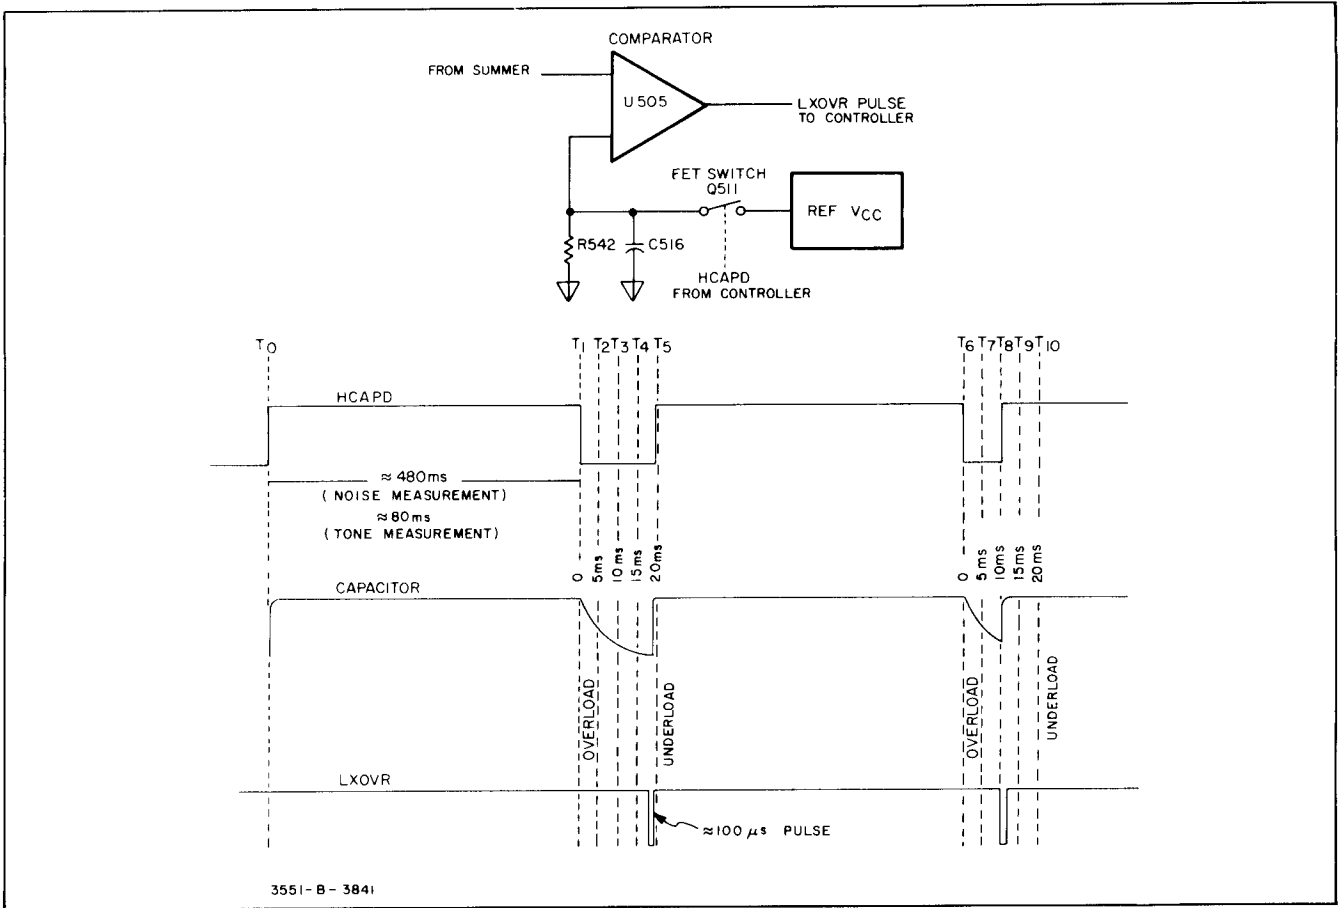 COMPARATOR
FROM SUMMER
U505
LXOVR PULSE
TO CONTROLLER
FET SWITCH
Q511
REF VCC
R542
C516
HCAPD
FROM CONTROLLER
T0 T1 T2 T3 T4 T5 T6 T7 T8 T9 T10
HCAPD
≈ 480ms
( NOISE MEASUREMENT)
≈80ms
(TONE MEASUREMENT)
0 5ms 10ms 15ms 20ms 0 5ms 10ms 15ms 20ms
CAPACITOR
OVERLOAD
UNDERLOAD
OVERLOAD
UNDERLOAD
LXOVR
≈100 µs PULSE
3551-B-3841